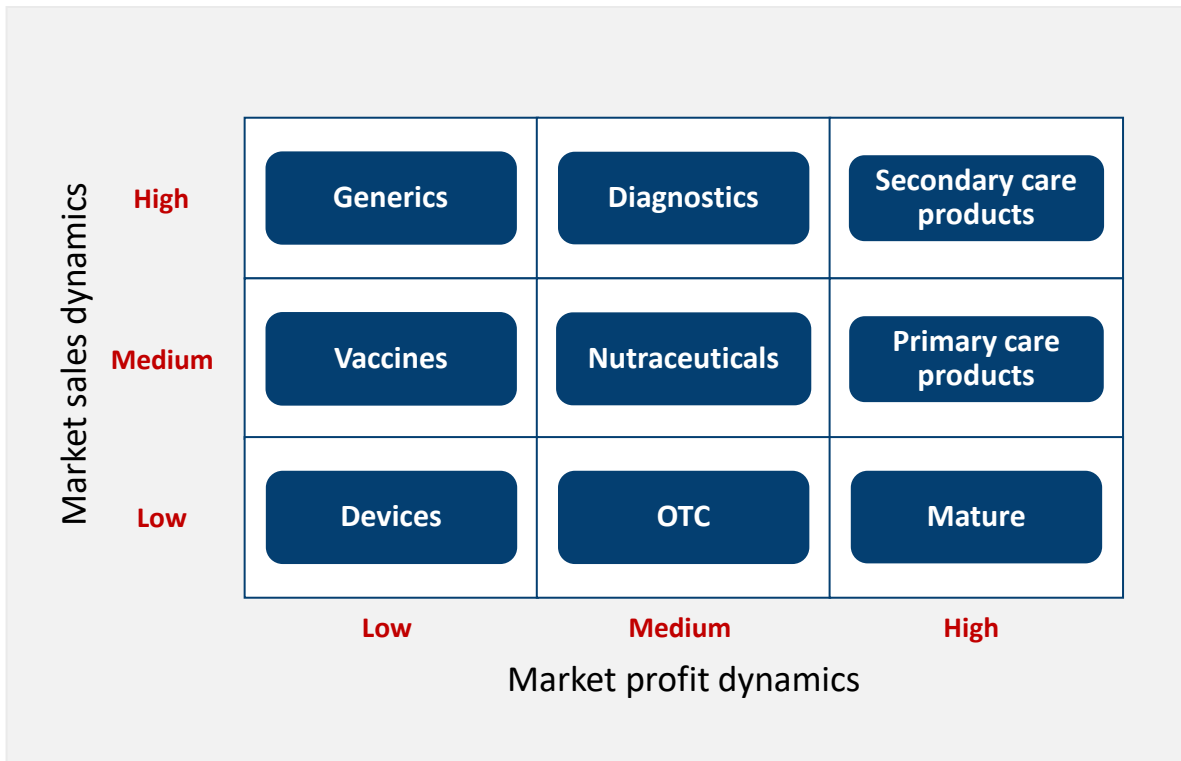 Market sales dynamics
High
Generics
Diagnostics
Secondary care
products
Medium
Vaccines
Nutraceuticals
Primary care
products
Low
Devices
OTC
Mature
Low
Medium
High
Market profit dynamics